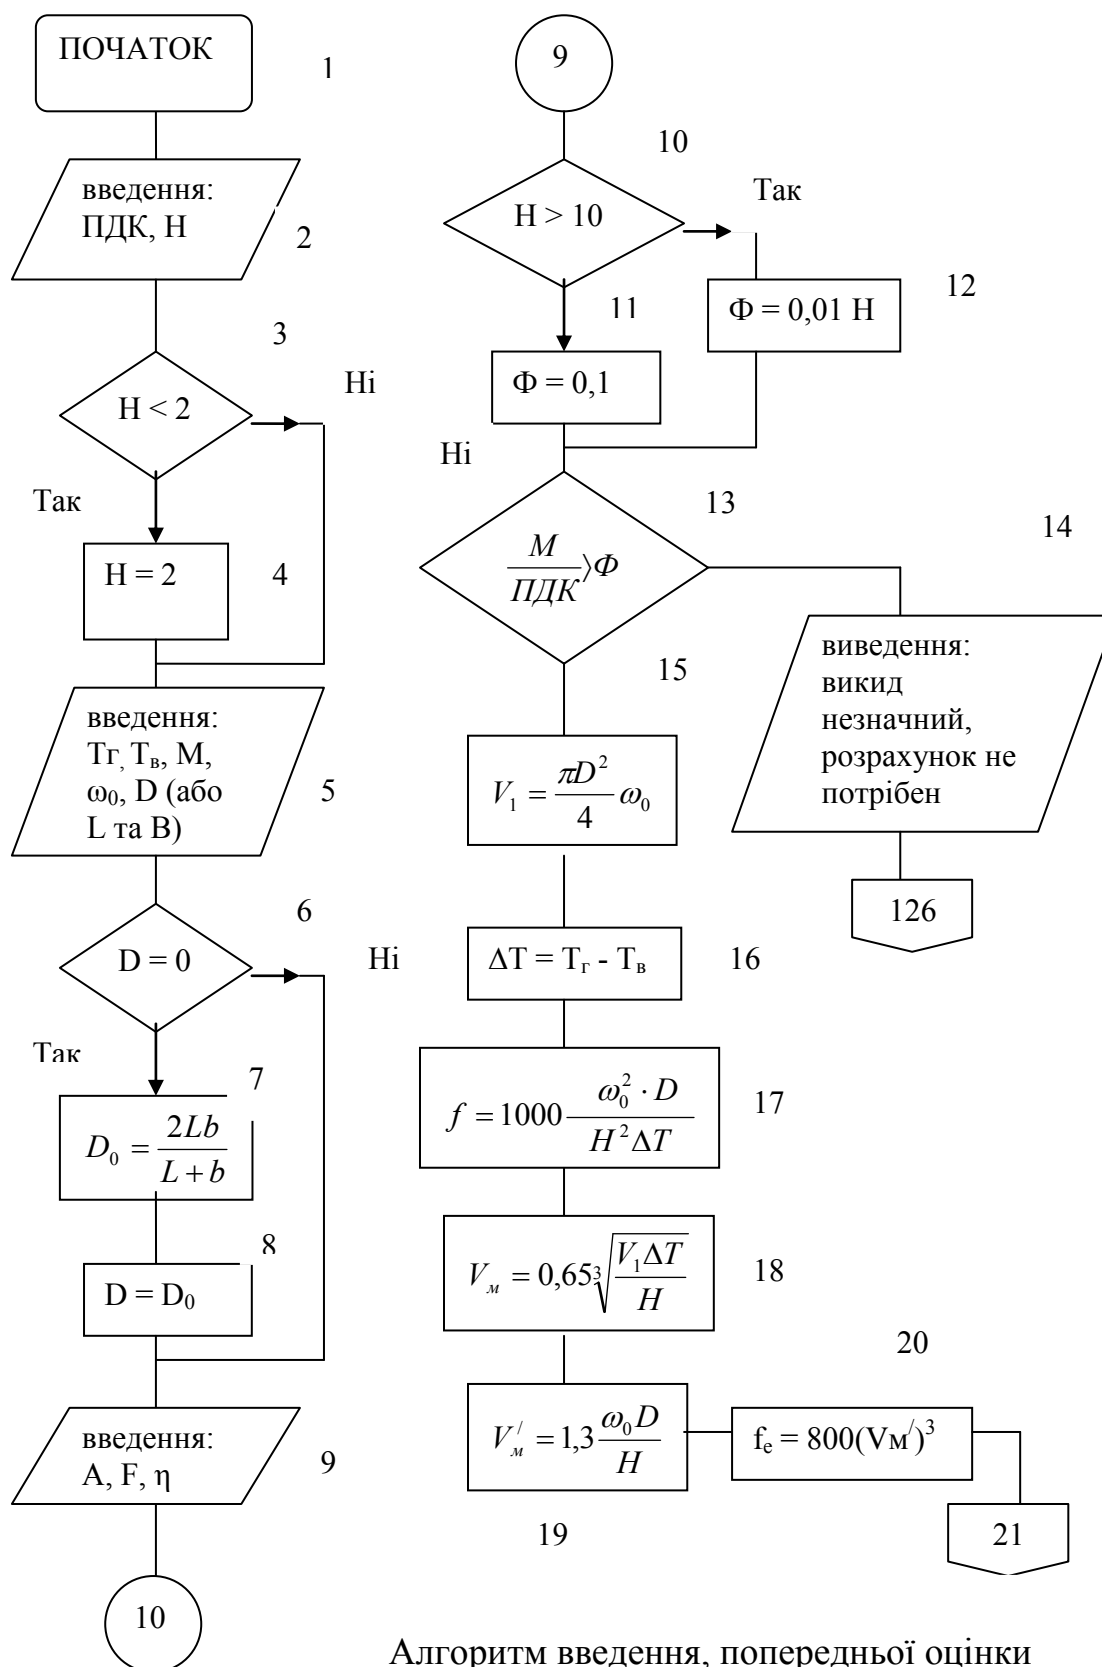 ПОЧАТОК
1
введення:
ПДК, Н
2
3
Н < 2
Ні
Так
Н = 2
4
введення:
Тг, Тв, М,
ω₀, D (або
L та В)
5
6
D = 0
Ні
Так
7
D₀ = 2Lb / (L + b)
8
D = D₀
введення:
A, F, η
9
10
9
10
Н > 10
Так
11
12
Ф = 0,01 Н
Ф = 0,1
Ні
13
М / ПДК 〉Ф
14
виведення:
викид
незначний,
розрахунок не
потрібен
126
15
V₁ = (πD² / 4) ω₀
ΔТ = Тг - Тв
16
f = 1000 (ω₀² · D) / (H²ΔT)
17
Vм = 0,65 ∛(V₁ΔT / H)
18
20
Vм′ = 1,3 (ω₀D / H)
fₑ = 800(Vм′)³
19
21
Алгоритм введення, попередньої оцінки